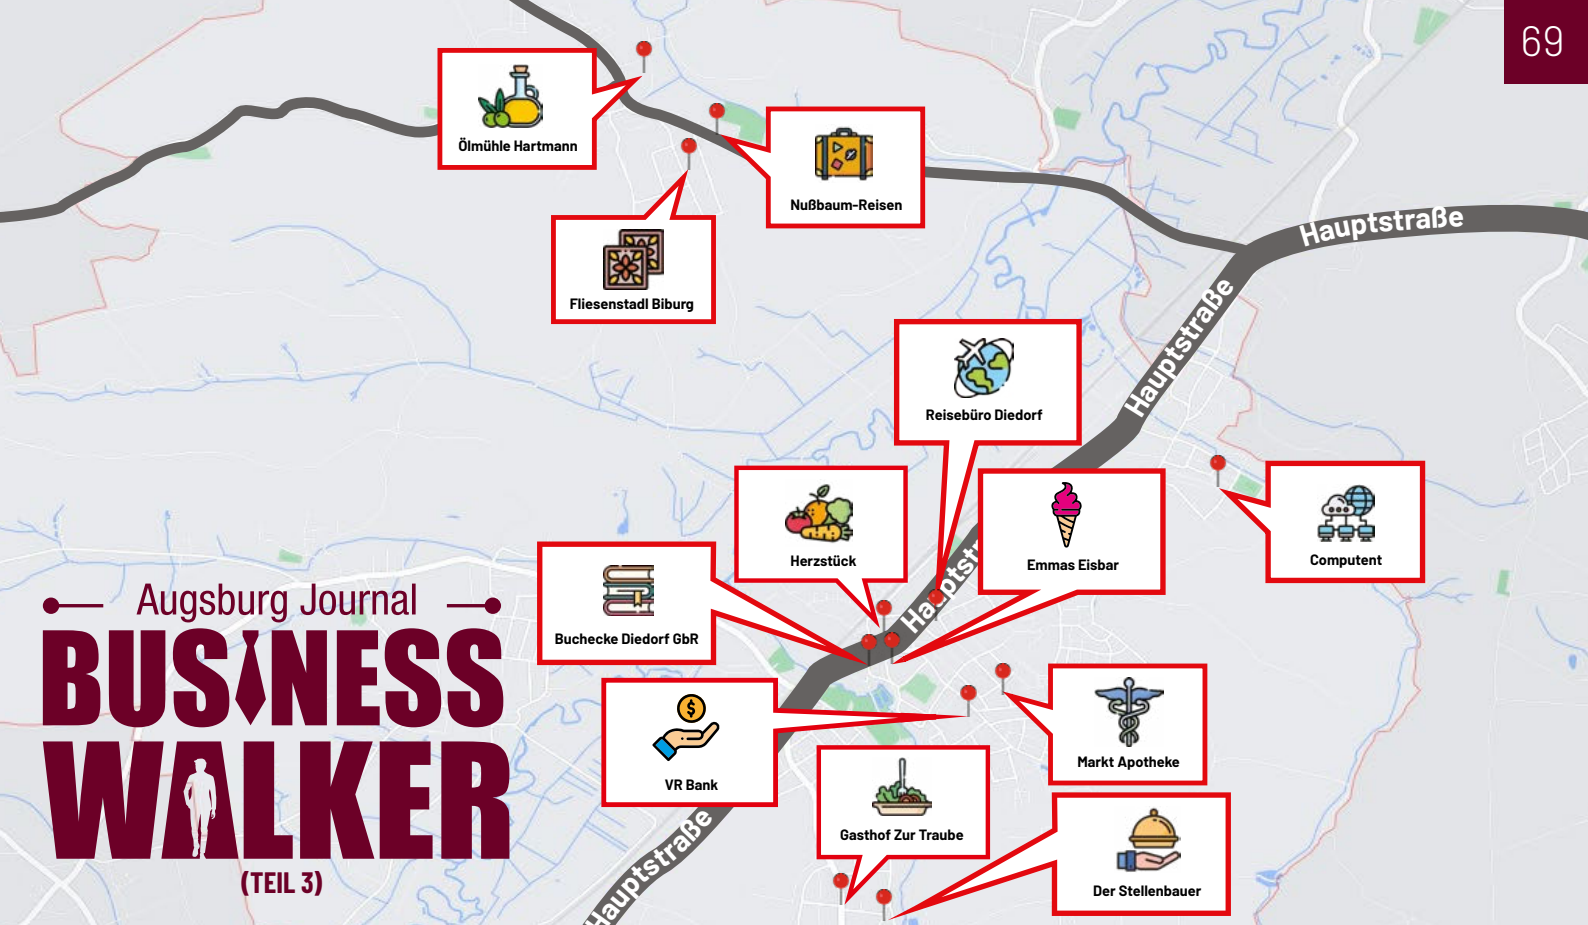 69
Ölmühle Hartmann
Nußbaum-Reisen
Fliesenstadl Biburg
Hauptstraße
Hauptstraße
Reisebüro Diedorf
Herzstück
Emmas Eisbar
Computent
Hauptstr
Buchecke Diedorf GbR
Augsburg Journal
BUSINESS
WALKER
(TEIL 3)
VR Bank
Markt Apotheke
Gasthof Zur Traube
Hauptstraße
Der Stellenbauer